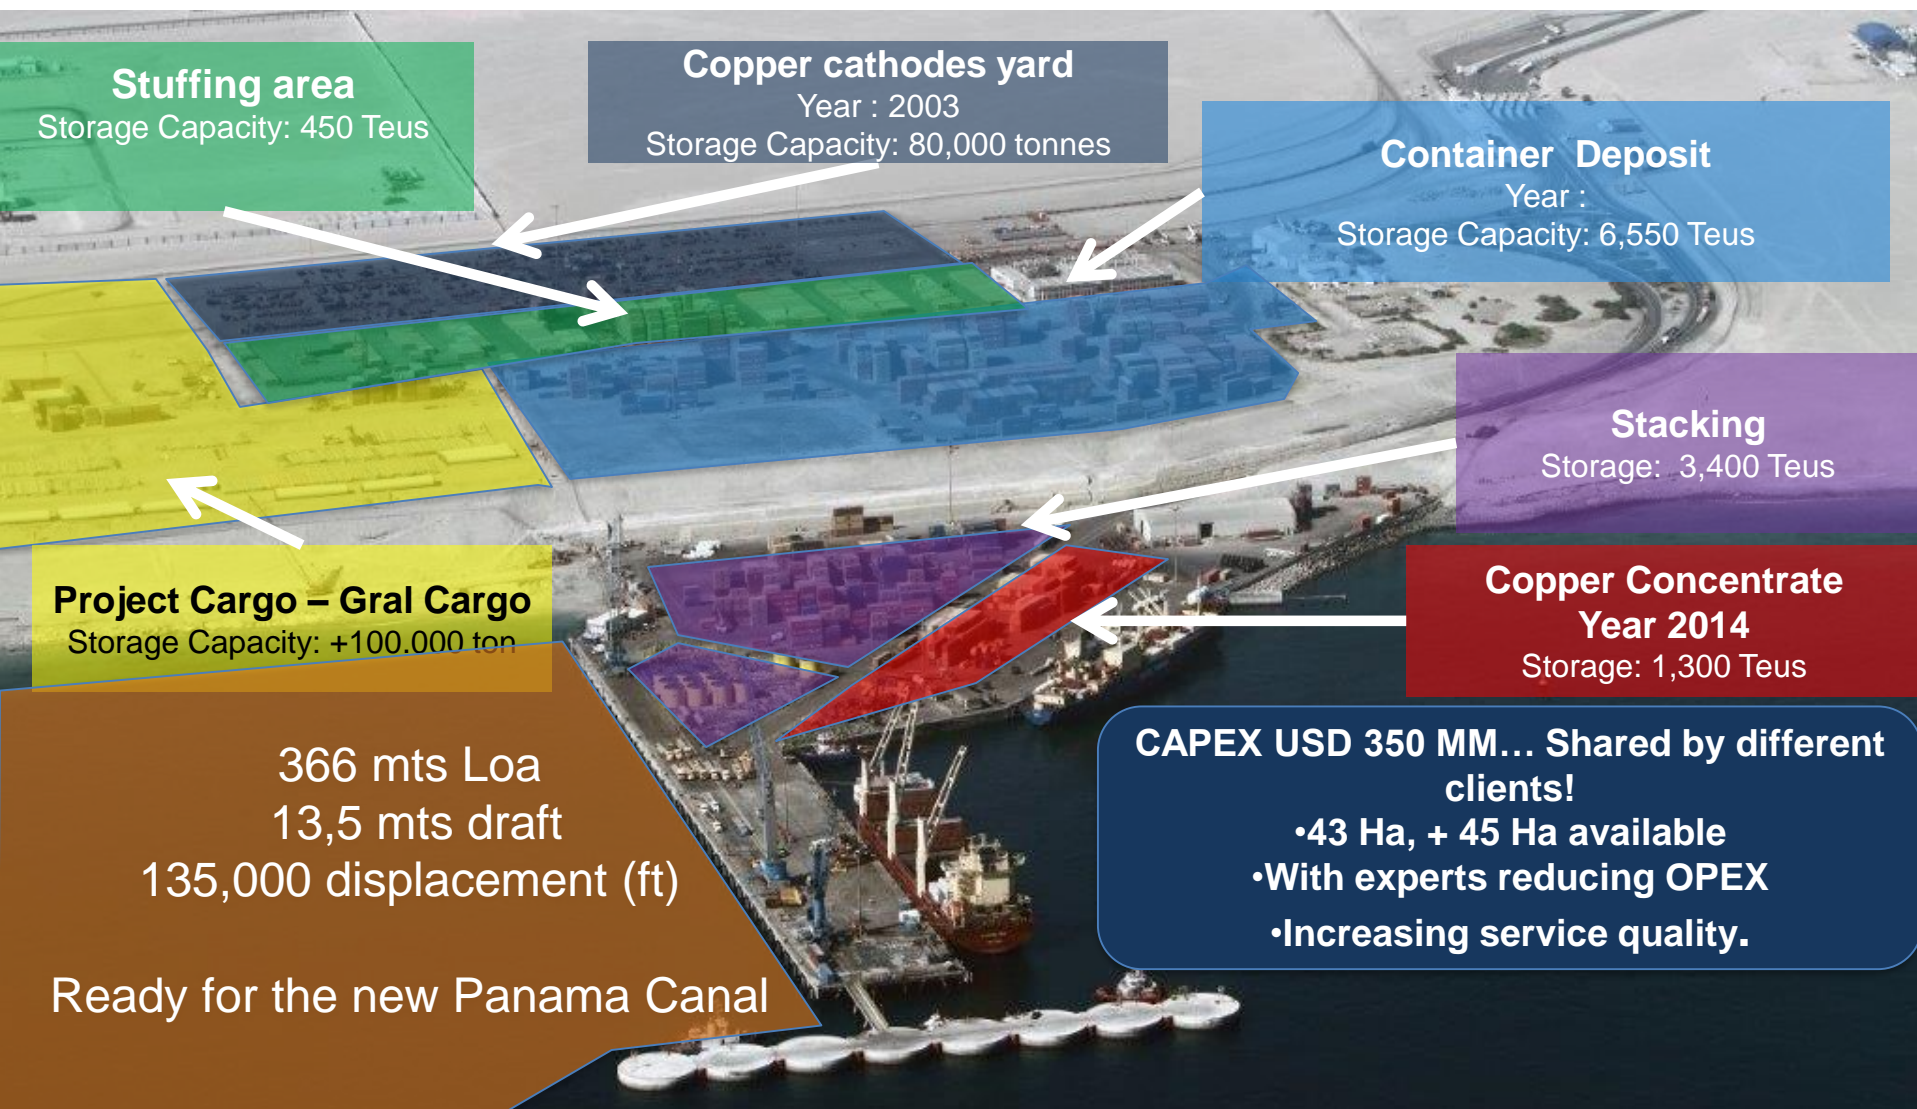 Stuffing area
Storage Capacity: 450 Teus
Copper cathodes yard
Year : 2003
Storage Capacity: 80,000 tonnes
Container Deposit
Year :
Storage Capacity: 6,550 Teus
Stacking
Storage: 3,400 Teus
Project Cargo – Gral Cargo
Storage Capacity: +100.000 ton
Copper Concentrate
Year 2014
Storage: 1,300 Teus
366 mts Loa
13,5 mts draft
135,000 displacement (ft)
Ready for the new Panama Canal
CAPEX USD 350 MM... Shared by different
clients!
•43 Ha, + 45 Ha available
•With experts reducing OPEX
•Increasing service quality.